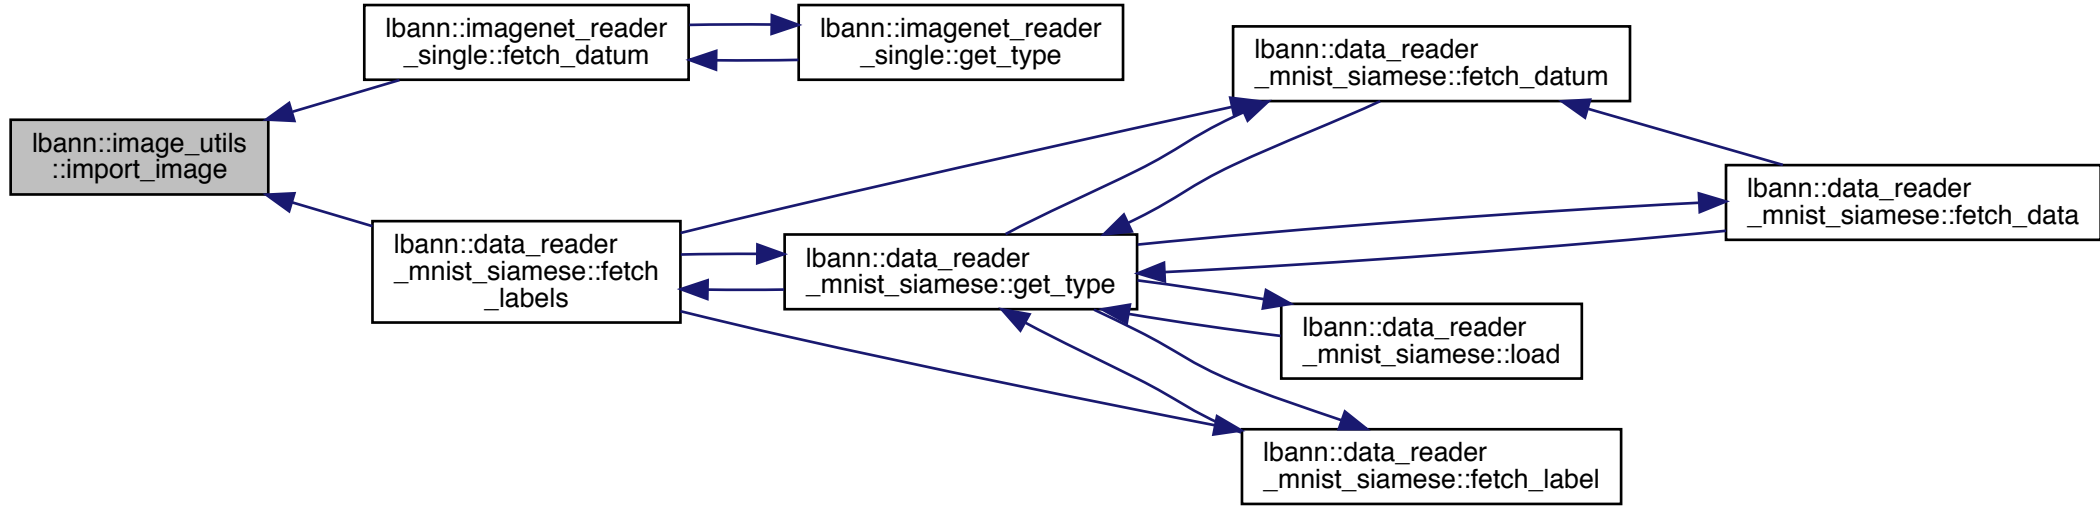 lbann::image_utils
::import_image
lbann::imagenet_reader
_single::fetch_datum
lbann::imagenet_reader
_single::get_type
lbann::data_reader
_mnist_siamese::fetch
_labels
lbann::data_reader
_mnist_siamese::get_type
lbann::data_reader
_mnist_siamese::fetch_datum
lbann::data_reader
_mnist_siamese::fetch_data
lbann::data_reader
_mnist_siamese::load
lbann::data_reader
_mnist_siamese::fetch_label